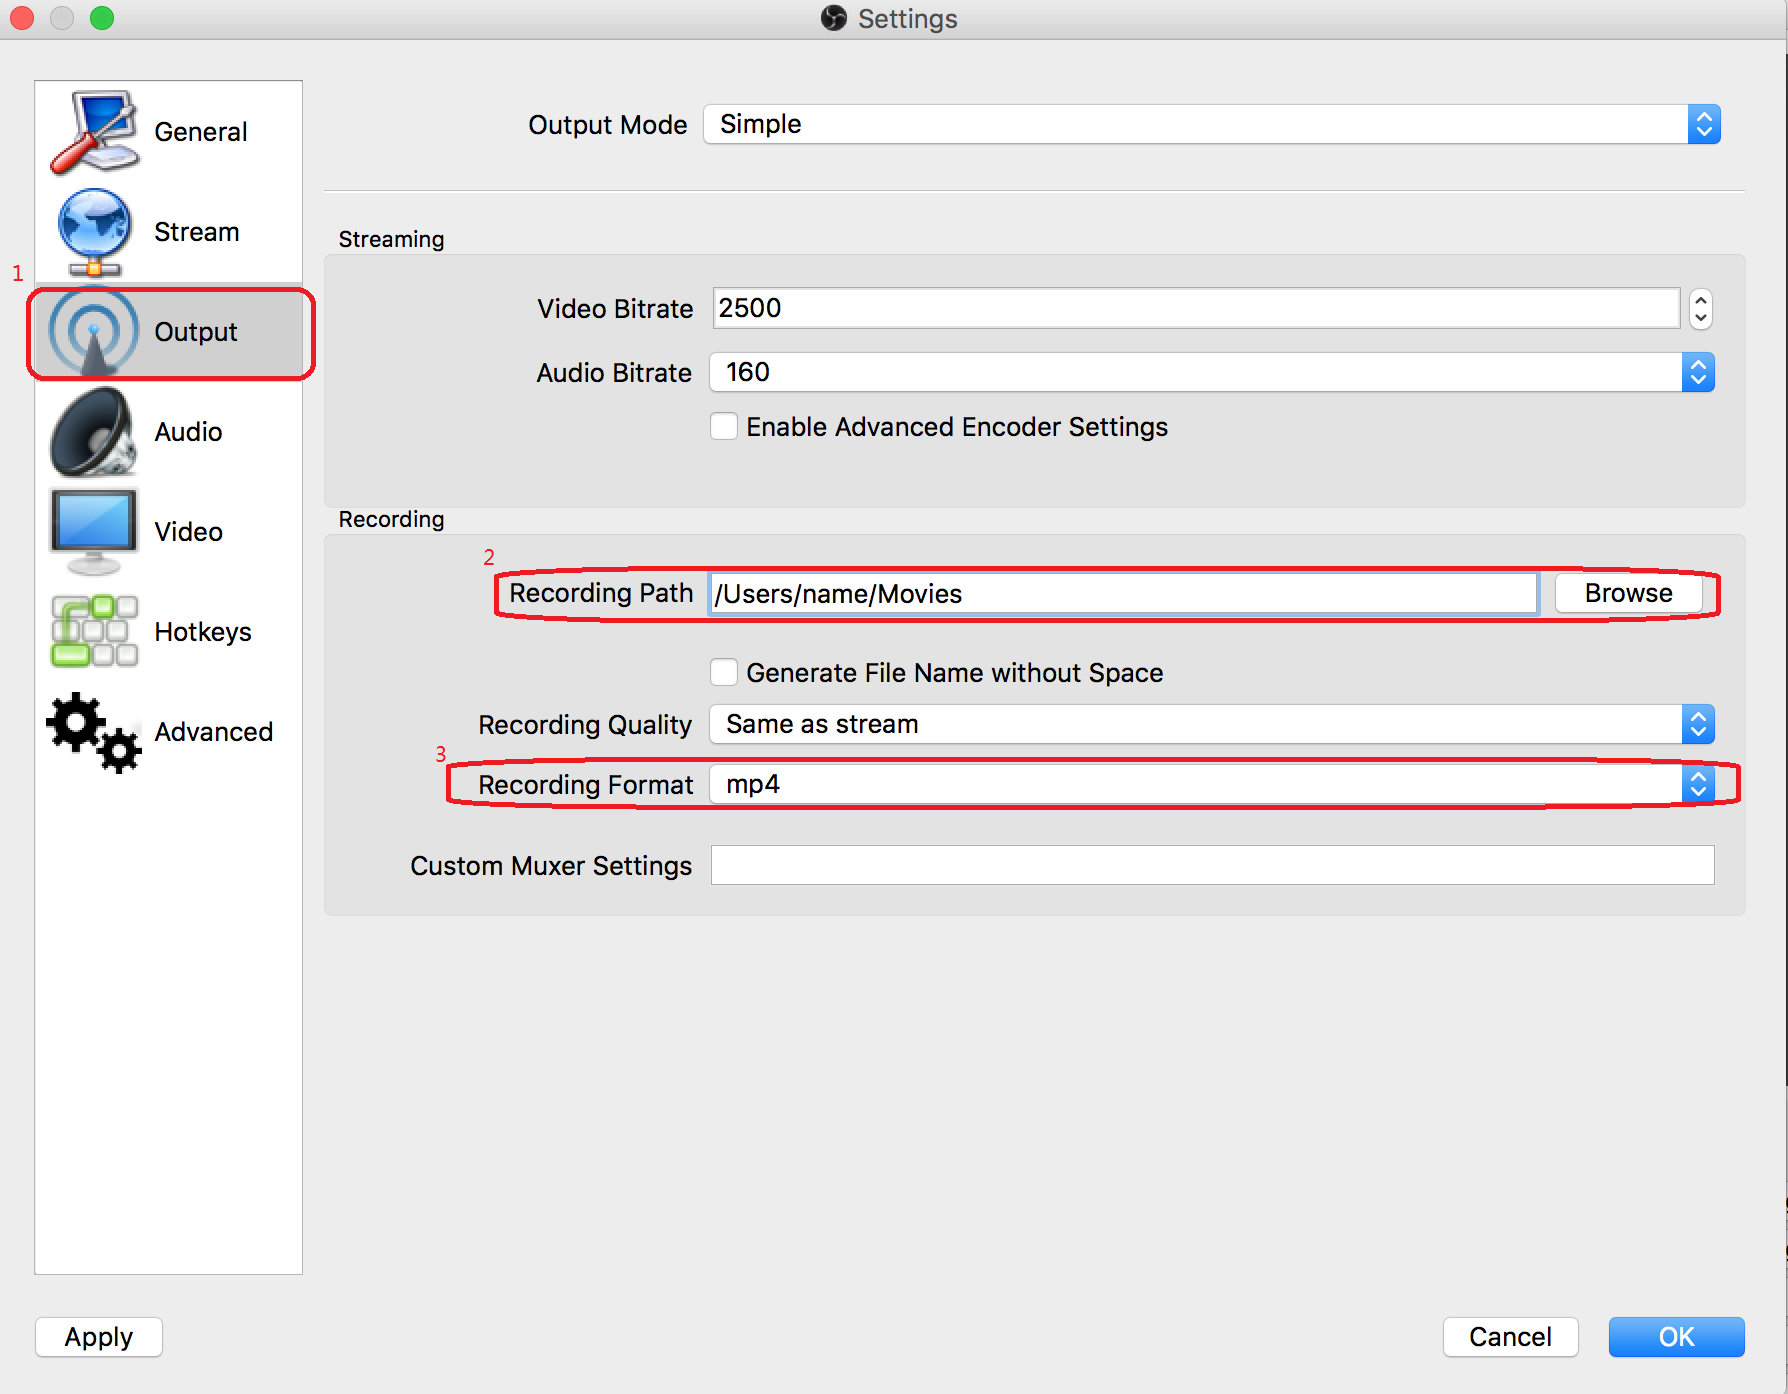 Settings
General
Stream
1
Output
Audio
Video
Hotkeys
Advanced
Output Mode Simple
Streaming
Video Bitrate 2500
Audio Bitrate 160
Enable Advanced Encoder Settings
Recording
2
Recording Path /Users/name/Movies Browse
Generate File Name without Space
Recording Quality Same as stream
3
Recording Format mp4
Custom Muxer Settings
Apply Cancel OK